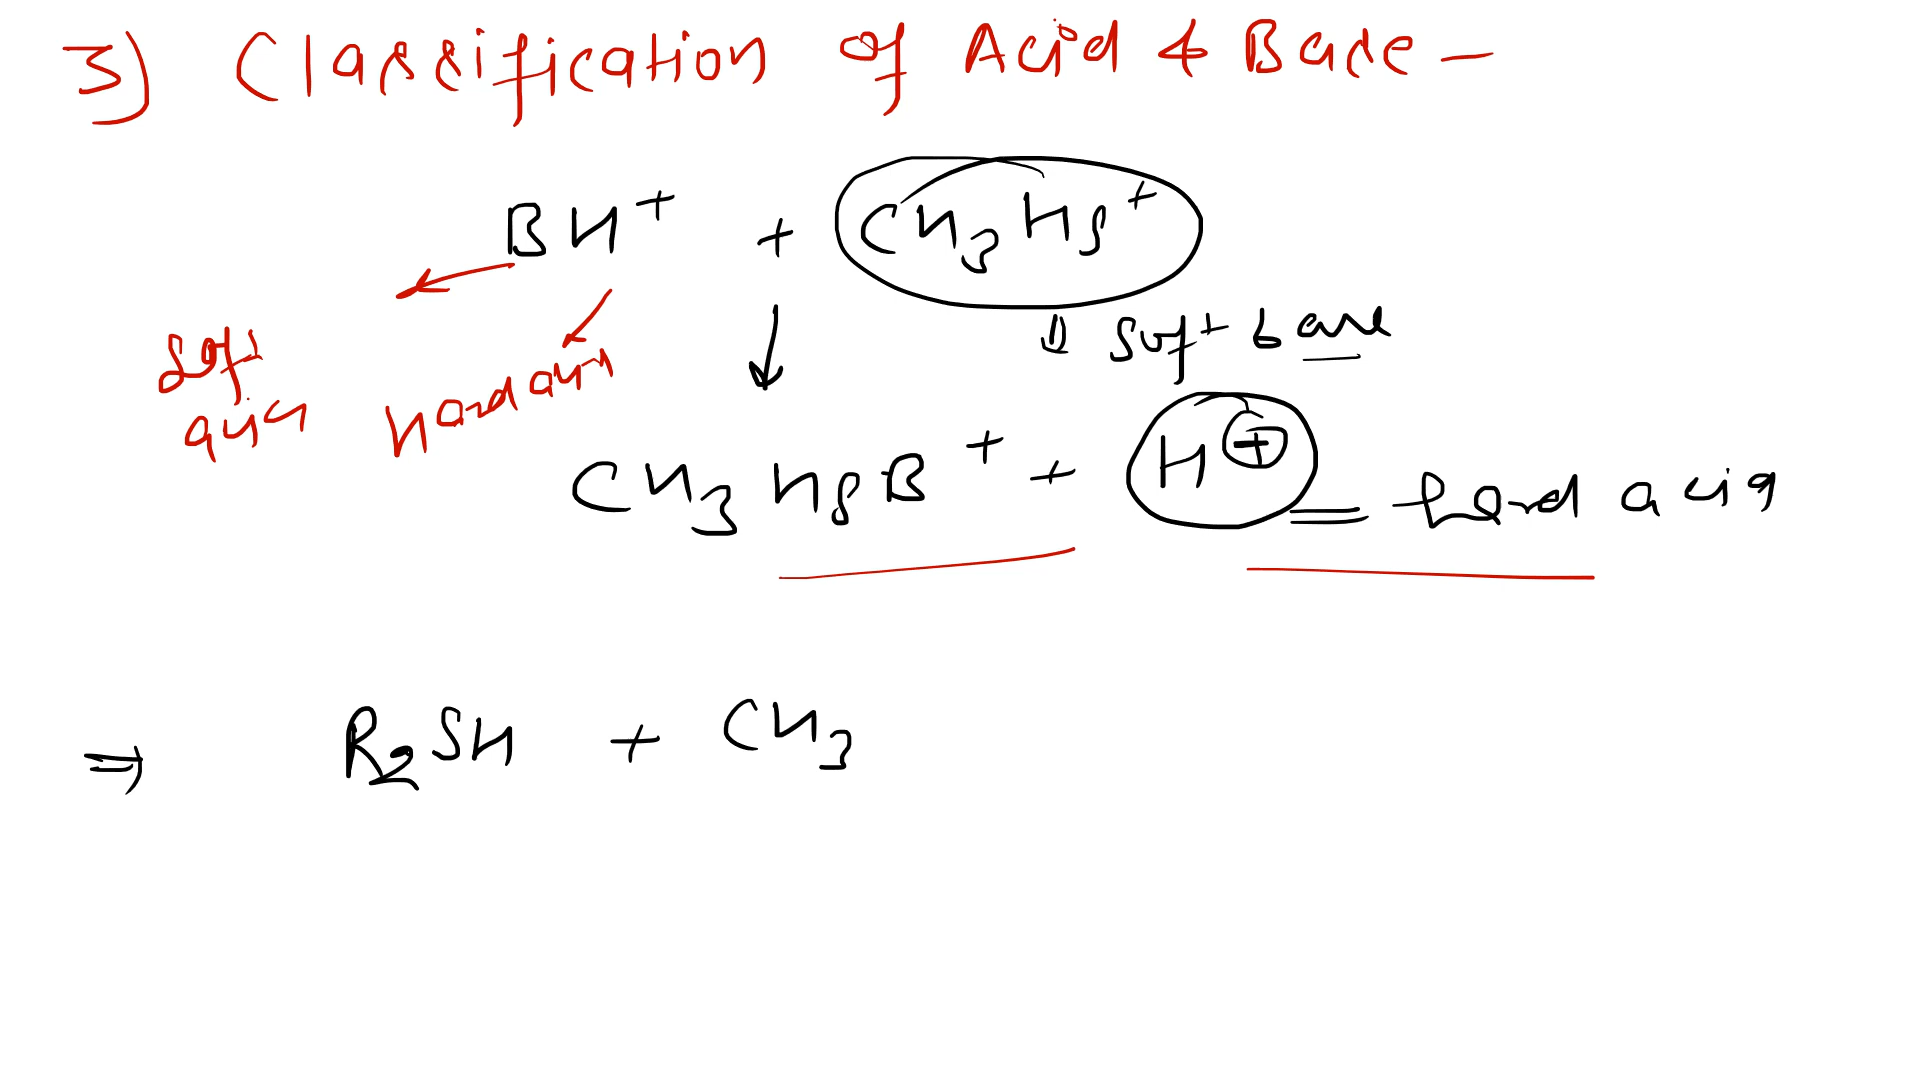 3) Classification of Acid & Base -
BH⁺ + CH₃Hg⁺
↓ soft base
soft acid hard acid
CH₃HgB⁺ + H⊕ = hard acid
⇒ R₂SH + CH₃